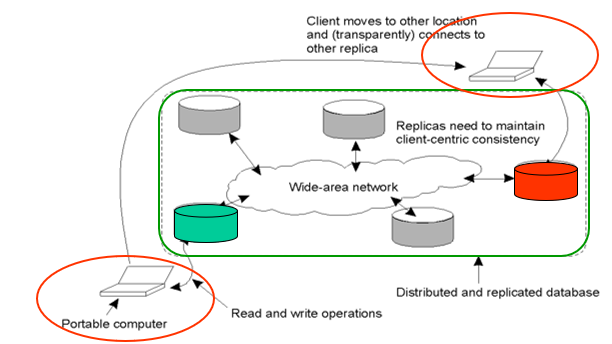 Client moves to other location
and (transparently) connects to
other replica
Replicas need to maintain
client-centric consistency
Wide-area network
Distributed and replicated database
Read and write operations
Portable computer